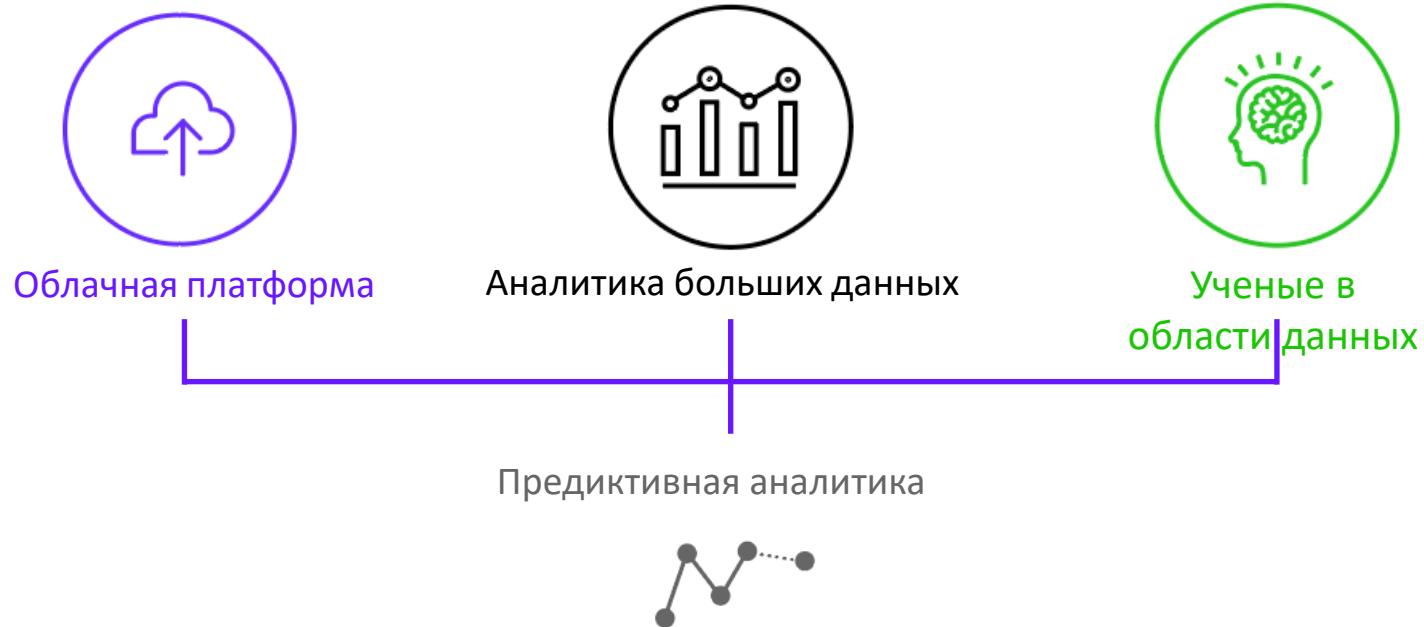 Облачная платформа
Аналитика больших данных
Ученые в
области данных
Предиктивная аналитика